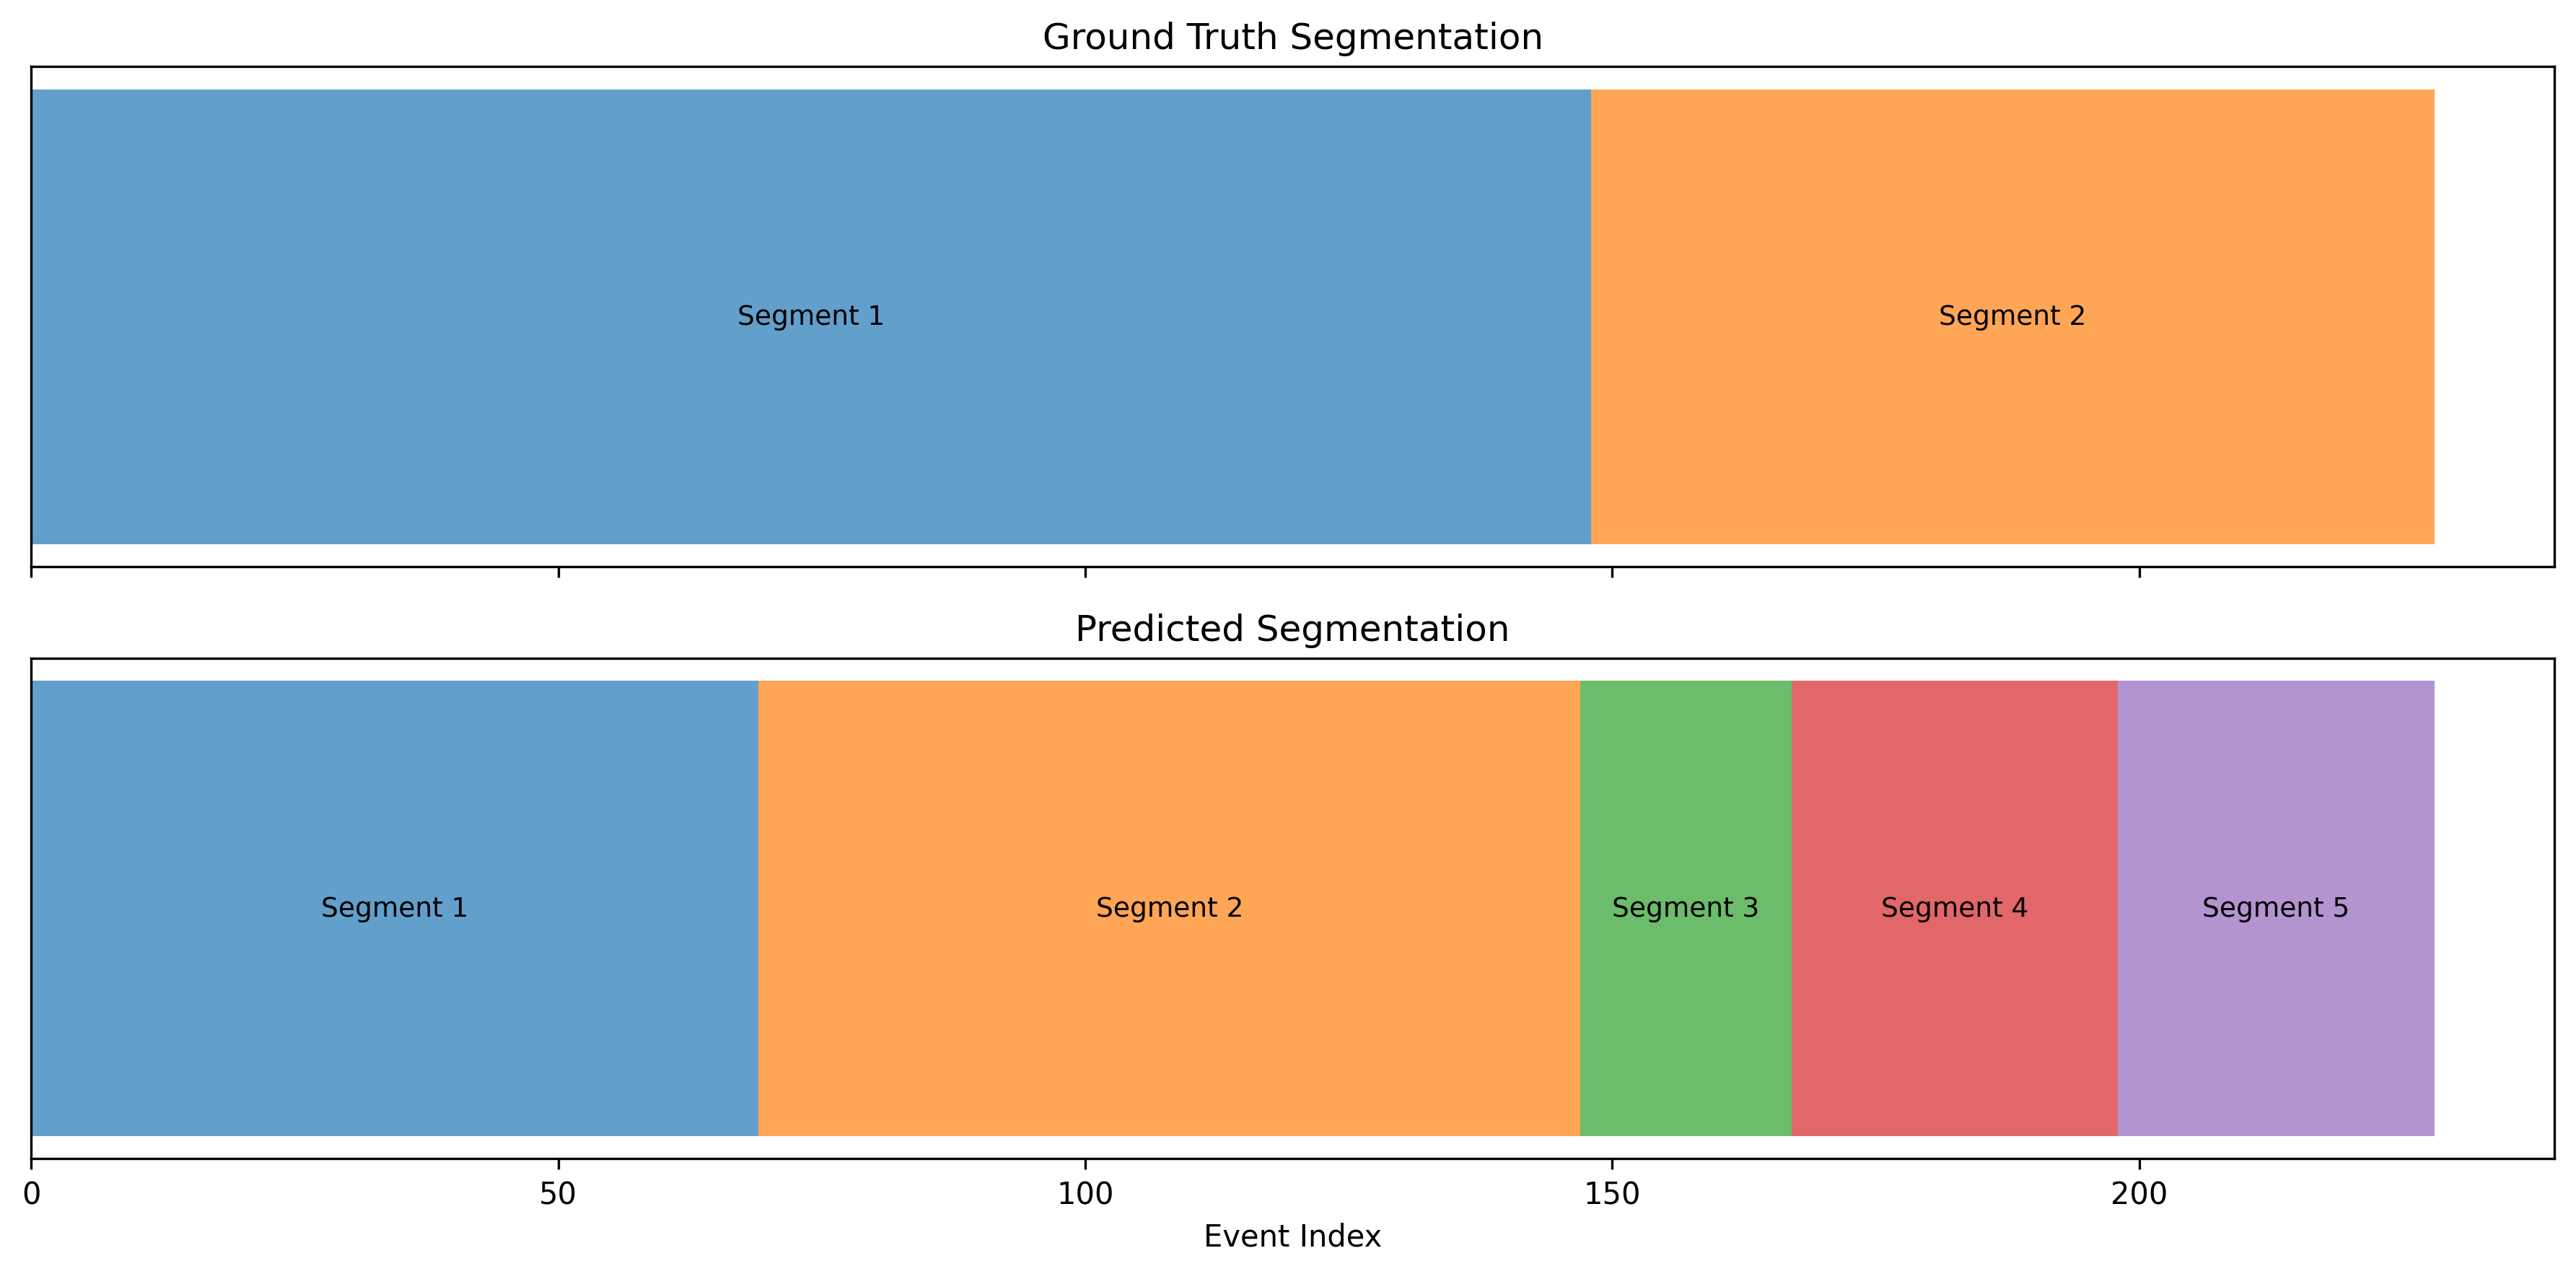 Ground Truth Segmentation
Segment 1 Segment 2
Predicted Segmentation
Segment 1 Segment 2 Segment 3 Segment 4 Segment 5
0 50 100 150 200
Event Index